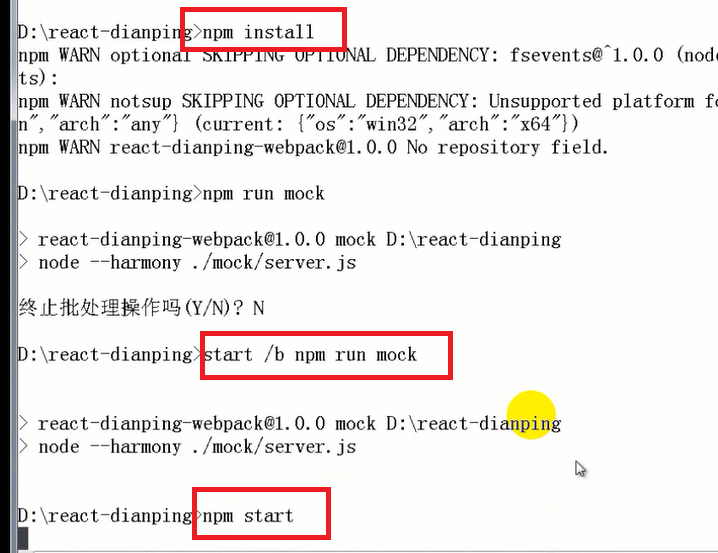 D:\react-dianping>npm install
npm WARN optional SKIPPING OPTIONAL DEPENDENCY: fsevents@^1.0.0 (node
ts):
npm WARN notsup SKIPPING OPTIONAL DEPENDENCY: Unsupported platform fo
n","arch":"any"} (current: {"os":"win32","arch":"x64"})
npm WARN react-dianping-webpack@1.0.0 No repository field.
D:\react-dianping>npm run mock
> react-dianping-webpack@1.0.0 mock D:\react-dianping
> node --harmony ./mock/server.js
终止批处理操作吗(Y/N)? N
D:\react-dianping>start /b npm run mock
> react-dianping-webpack@1.0.0 mock D:\react-dianping
> node --harmony ./mock/server.js
D:\react-dianping>npm start